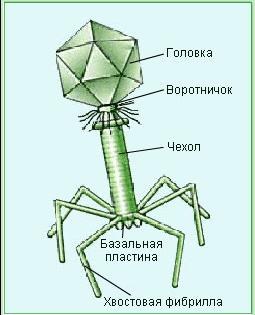 Головка
Воротничок
Чехол
Базальная
пластина
Хвостовая фибрилла